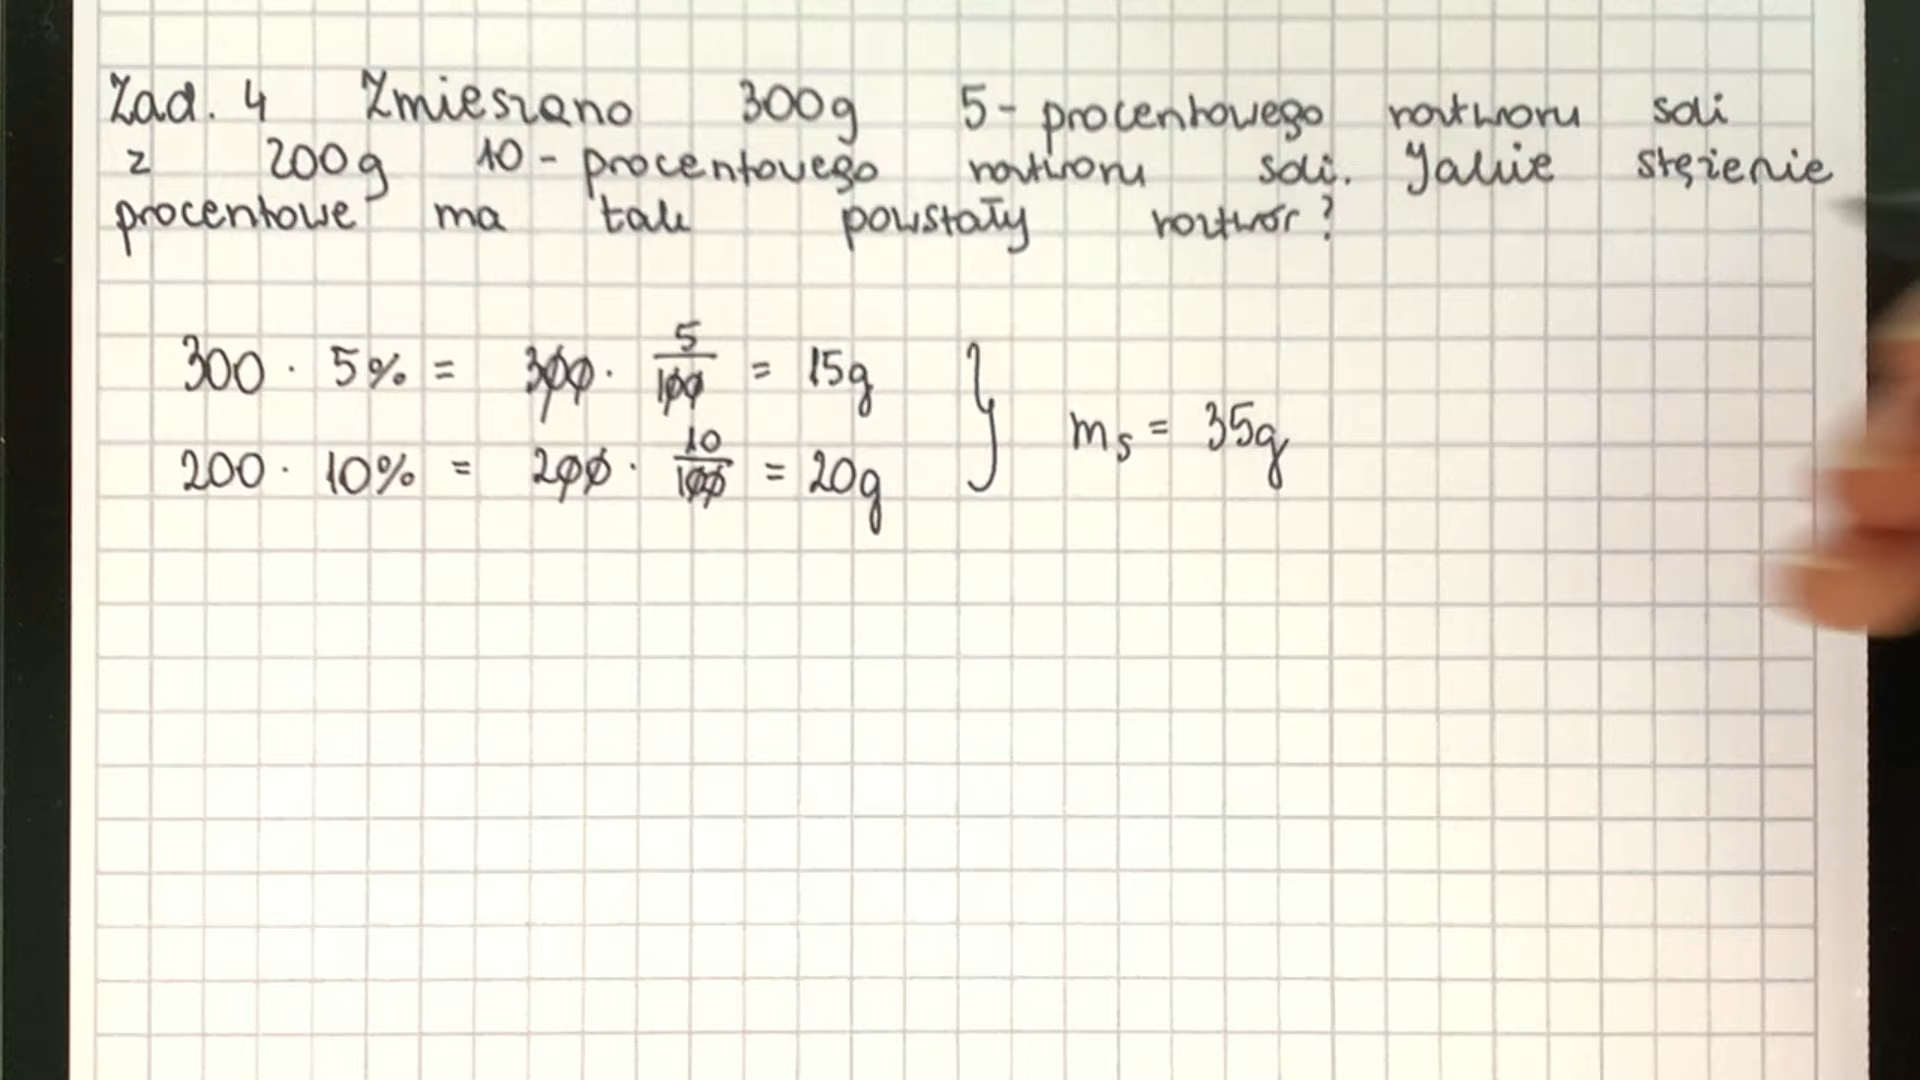 Zad. 4 Zmieszano 300g 5-procentowego roztworu soli
z 200g 10-procentowego roztworu soli. Jakie stężenie
procentowe ma tak powstały roztwór?
300 · 5% = 300 · 5/100 = 15g
200 · 10% = 200 · 10/100 = 20g
} mₛ = 35g